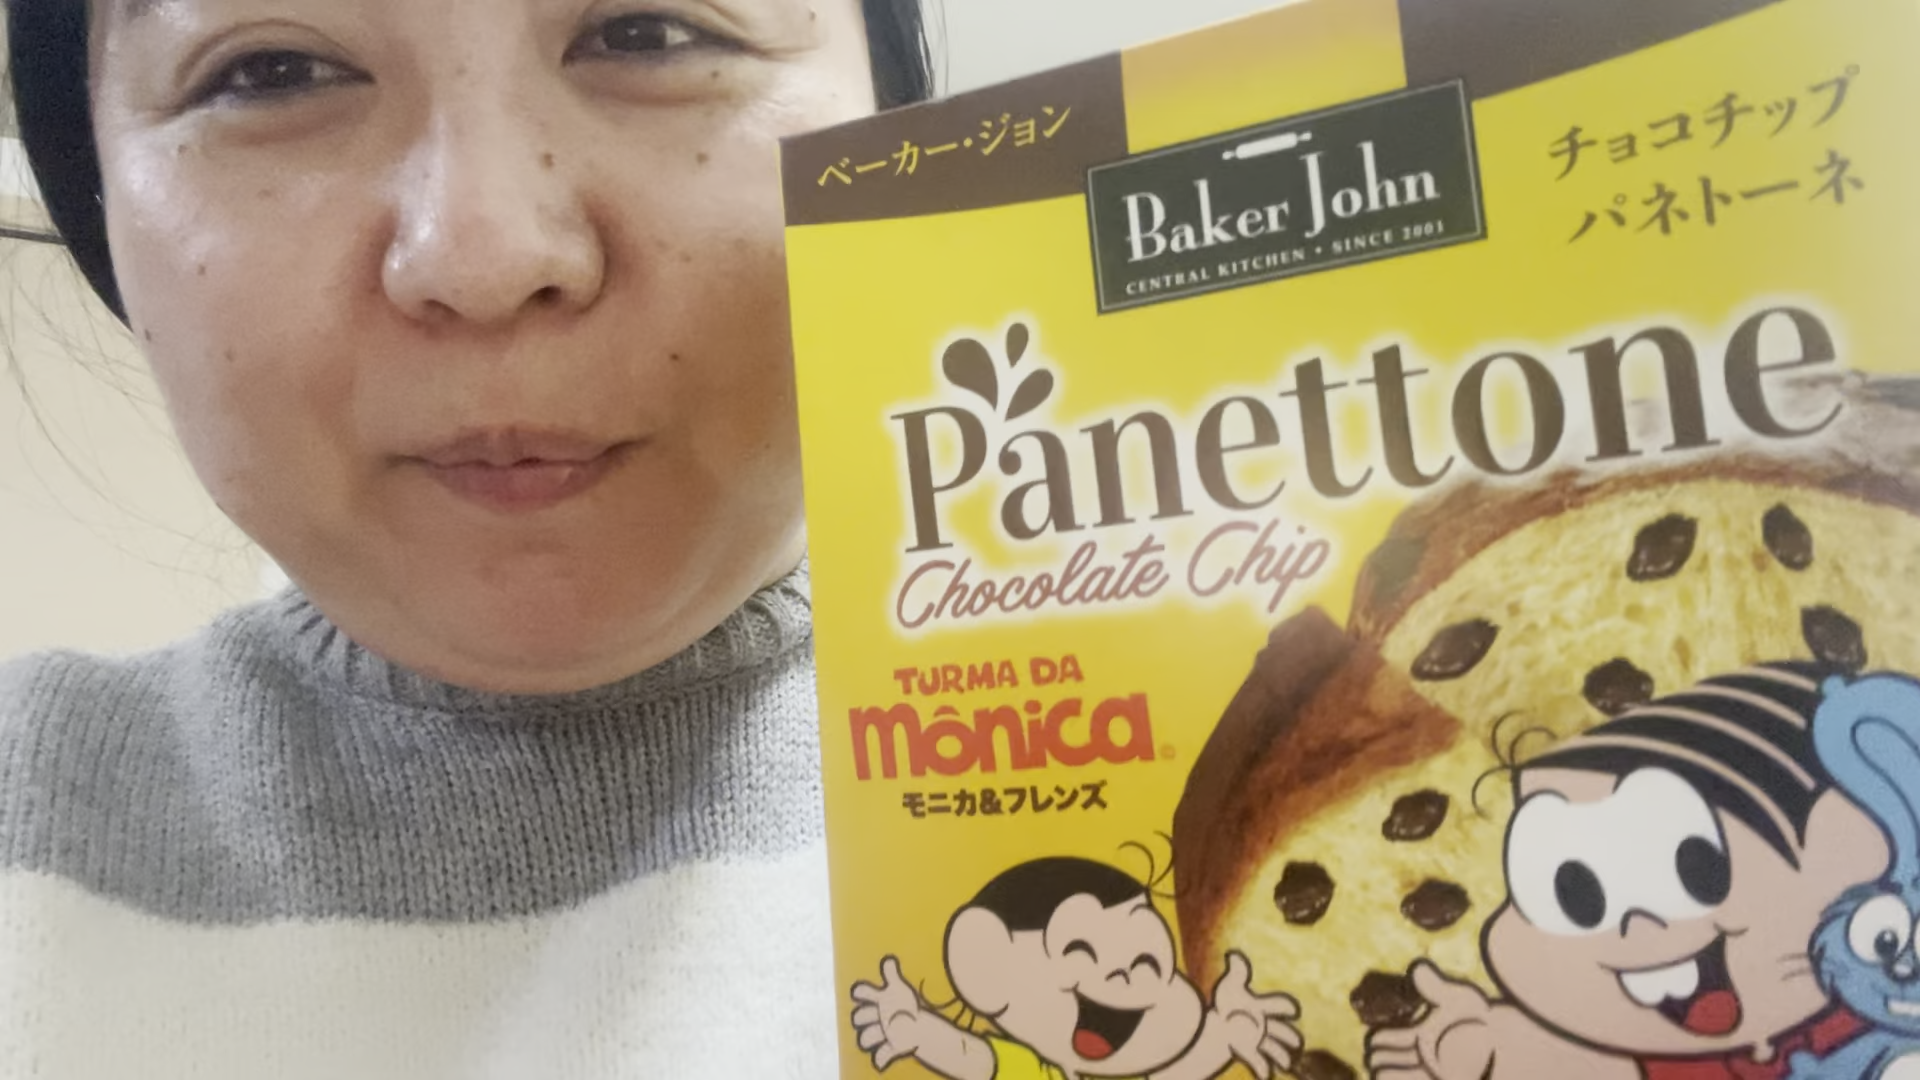 ベーカー・ジョン
Baker John
CENTRAL KITCHEN • SINCE 2001
チョコチップ
パネトーネ
Panettone
Chocolate Chip
TURMA DA
mônica
モニカ&フレンズ